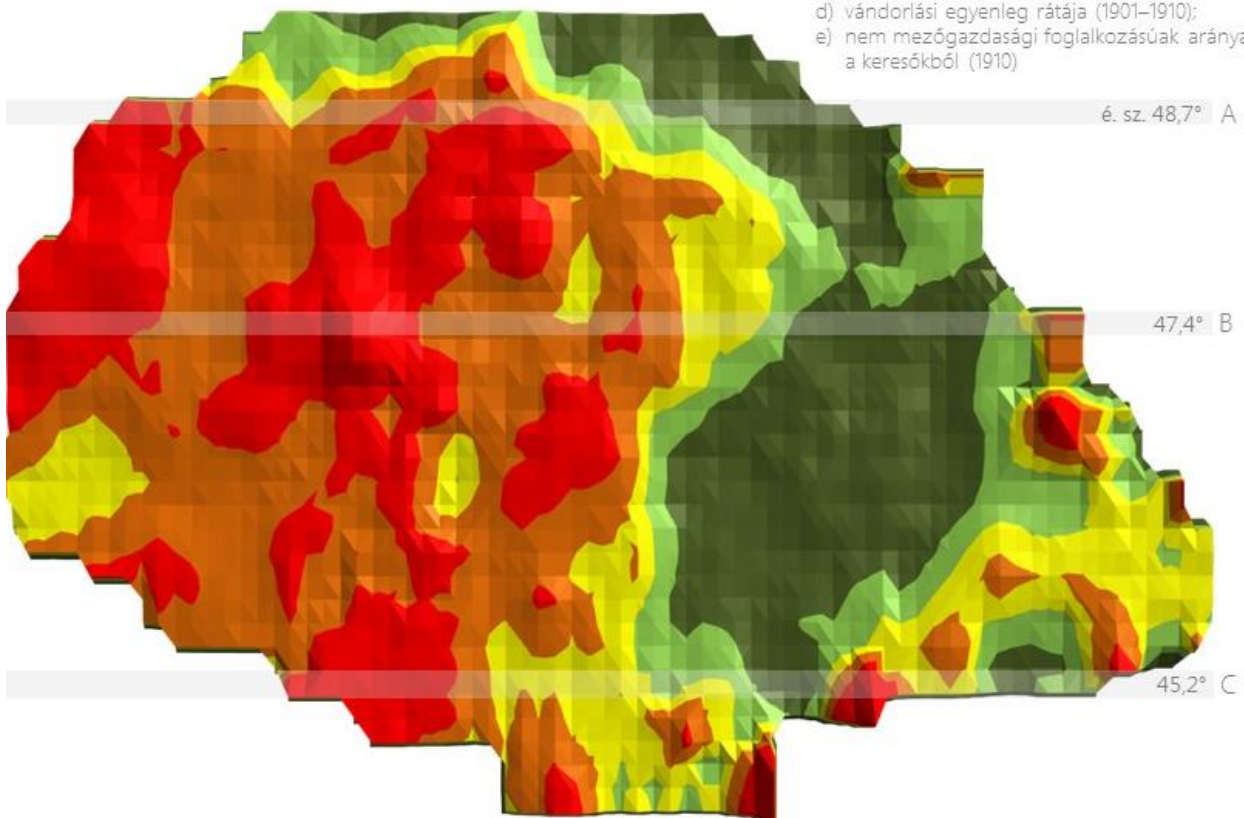 d) vándorlási egyenleg rátája (1901–1910);
e) nem mezőgazdasági foglalkozásúak aránya
a keresőkből (1910)
é. sz. 48,7° A
47,4° B
45,2° C